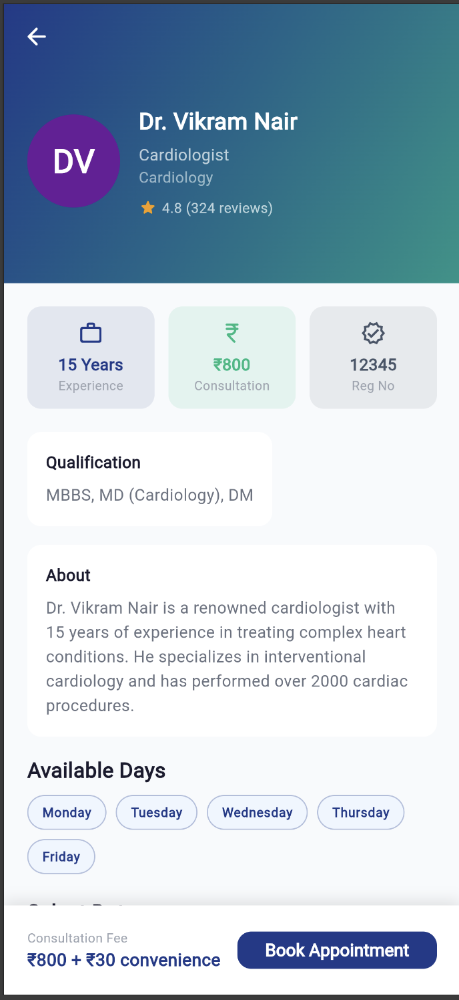 Dr. Vikram Nair
DV
Cardiologist
Cardiology
4.8 (324 reviews)
₹
15 Years
₹800
12345
Experience
Consultation
Reg No
Qualification
MBBS, MD (Cardiology), DM
About
Dr. Vikram Nair is a renowned cardiologist with
15 years of experience in treating complex heart
conditions. He specializes in interventional
cardiology and has performed over 2000 cardiac
procedures.
Available Days
Monday
Tuesday
Wednesday
Thursday
Friday
Consultation Fee
₹800 + ₹30 convenience
Book Appointment